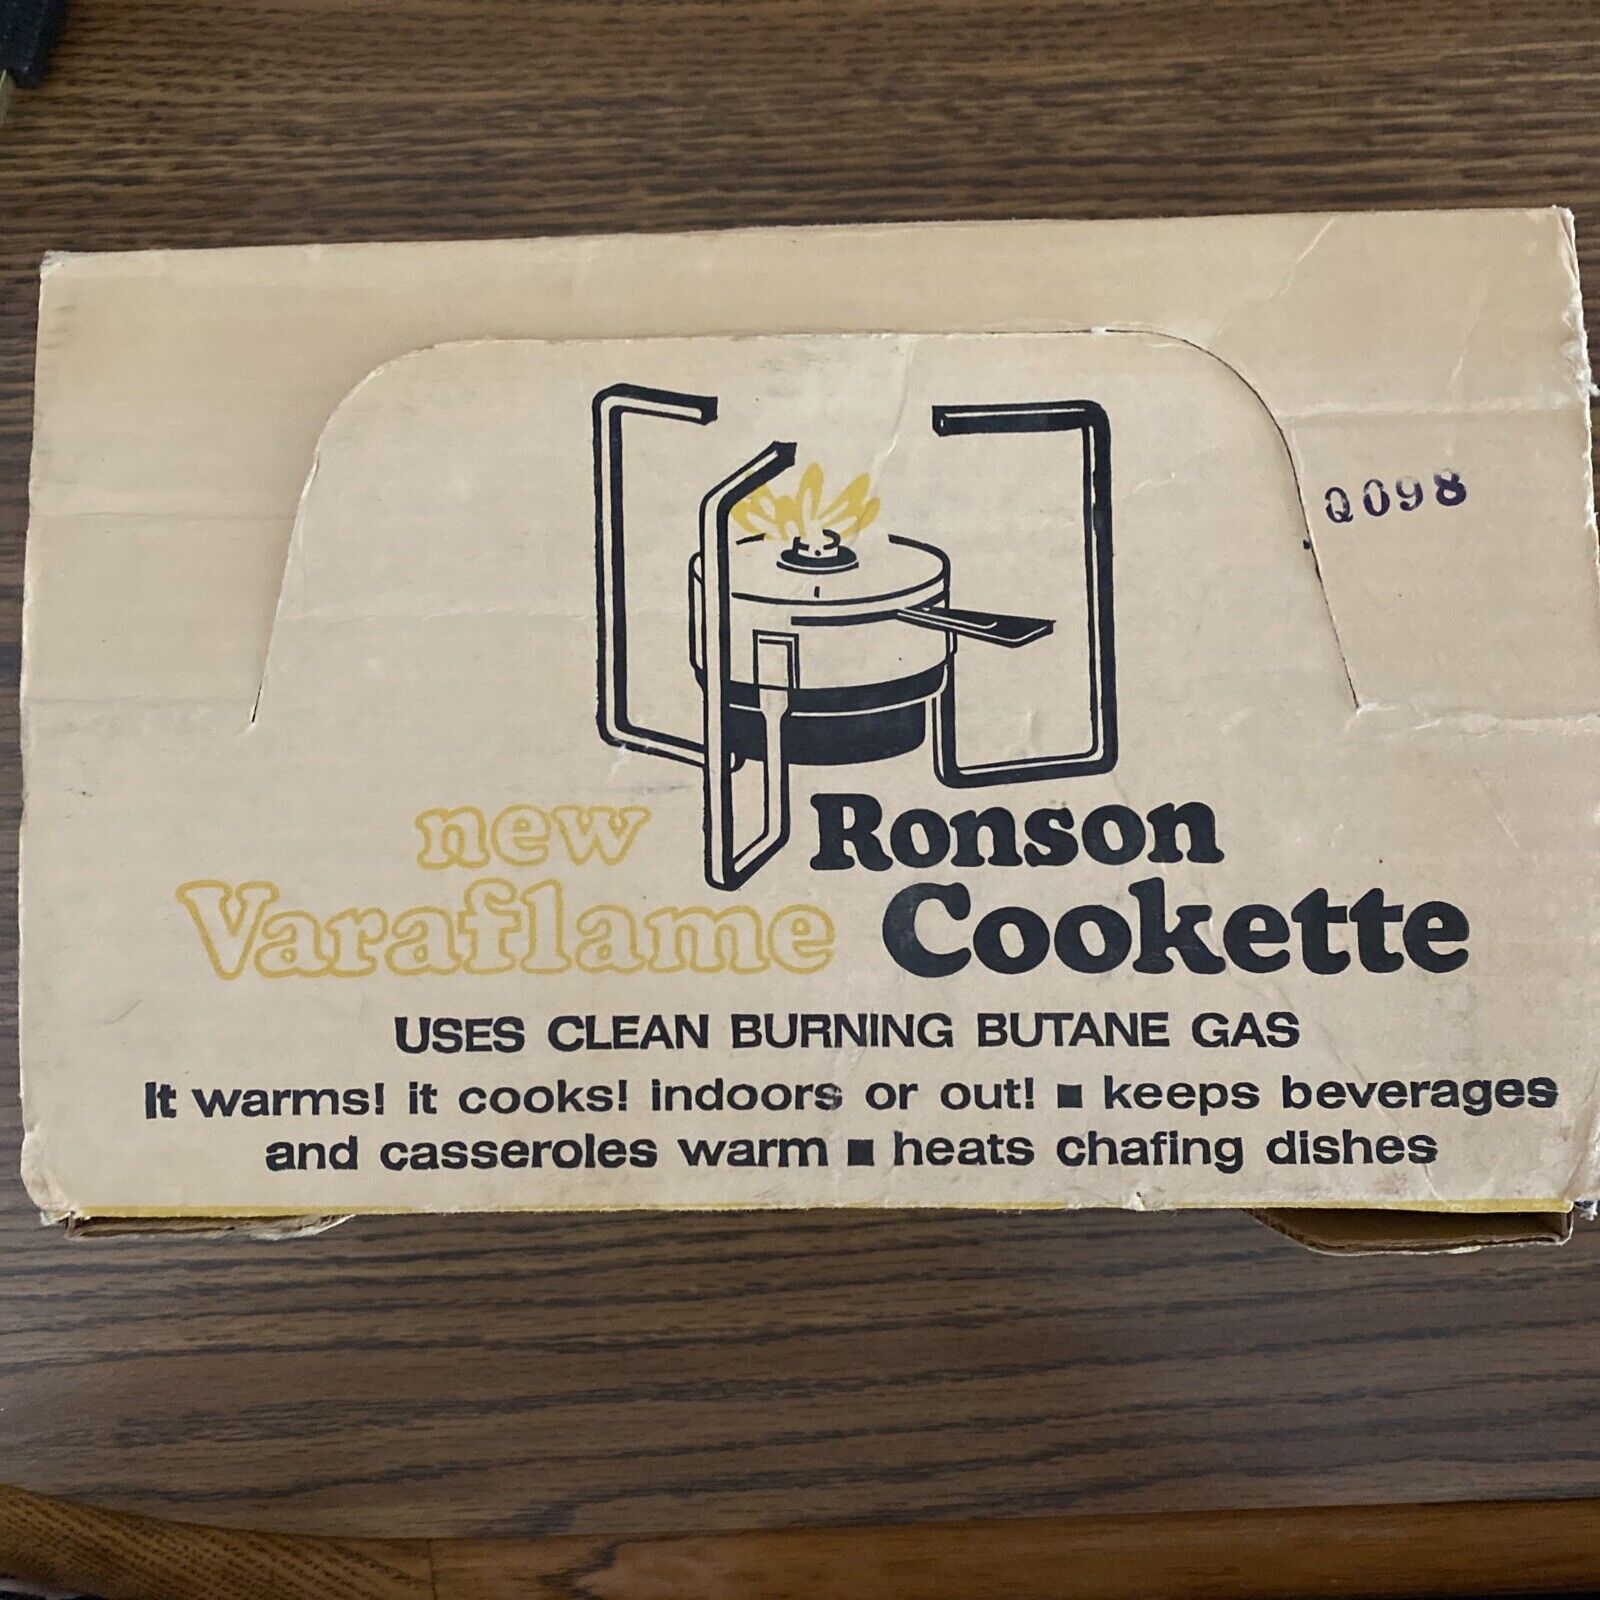 Q098
new Ronson
Varaflame Cookette
USES CLEAN BURNING BUTANE GAS
It warms! it cooks! indoors or out! ■ keeps beverages
and casseroles warm ■ heats chafing dishes